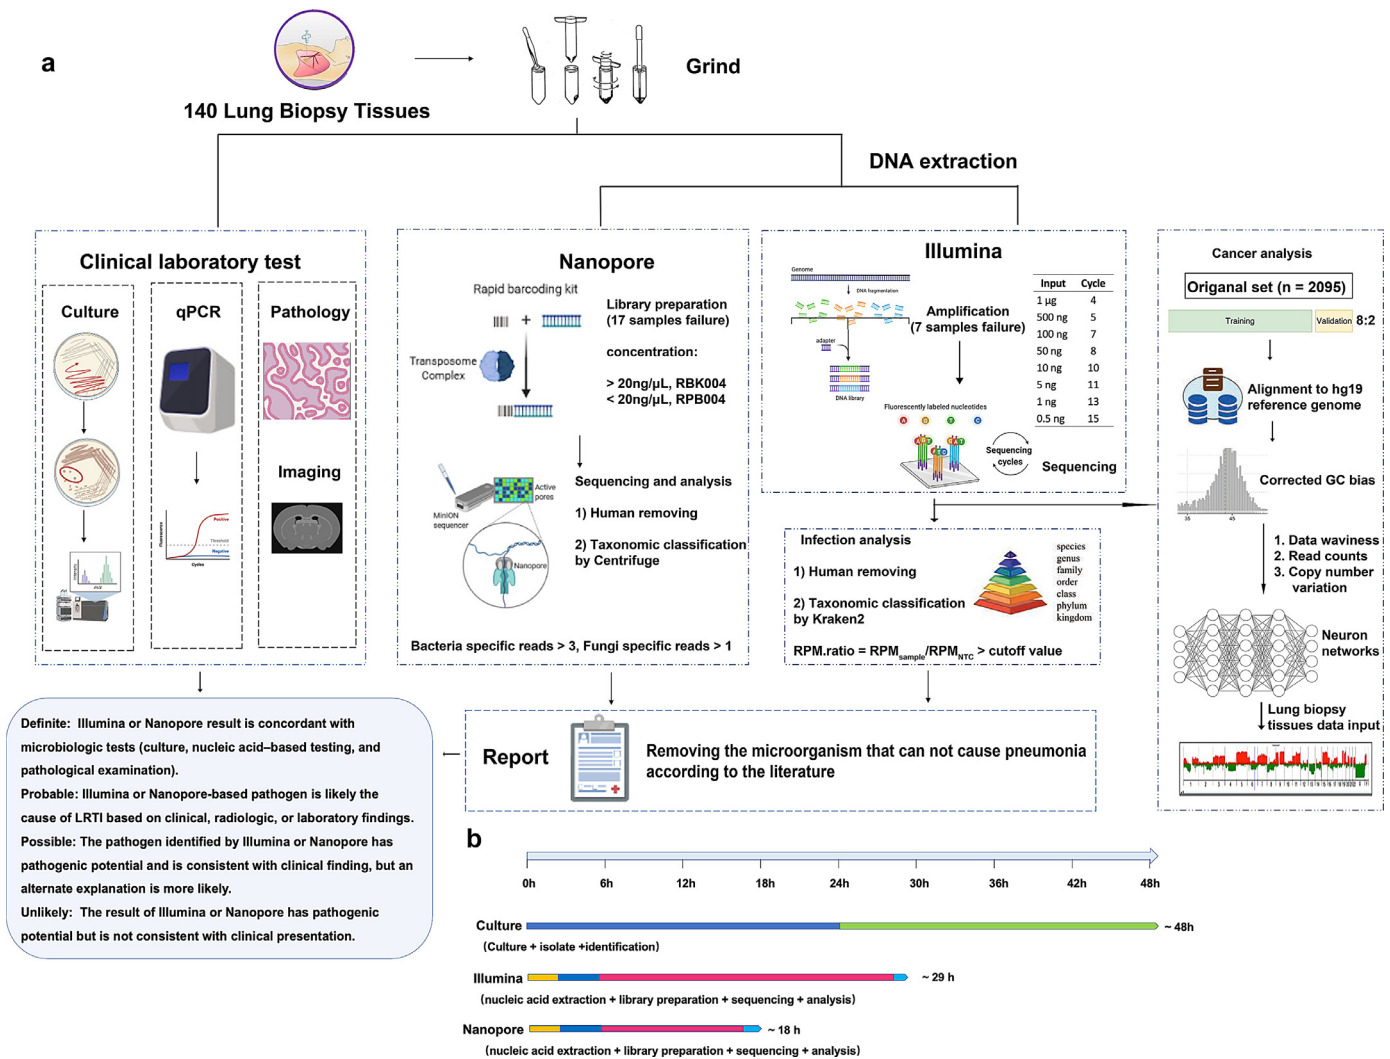 a
140 Lung Biopsy Tissues
Grind
DNA extraction
Clinical laboratory test
Culture
qPCR
Positive
Threshold
Negative
Fluorescence
Cycles
Pathology
Imaging
Nanopore
Rapid barcoding kit
Transposome
Complex
Library preparation
(17 samples failure)
concentration:
> 20ng/μL, RBK004
< 20ng/μL, RPB004
MinION
sequencer
Active
pores
Nanopore
Sequencing and analysis
1) Human removing
2) Taxonomic classification
by Centrifuge
Bacteria specific reads > 3, Fungi specific reads > 1
Illumina
Genome
DNA fragmentation
adapter
DNA library
Amplification
(7 samples failure)
Input Cycle
1 μg 4
500 ng 5
100 ng 7
50 ng 8
10 ng 10
5 ng 11
1 ng 13
0.5 ng 15
Fluorescently labeled nucleotides
A G T C
Sequencing
cycles
Sequencing
Infection analysis
1) Human removing
2) Taxonomic classification
by Kraken2
species
genus
family
order
class
phylum
kingdom
RPM.ratio = RPMsample/RPMNTC > cutoff value
Cancer analysis
Origanal set (n = 2095)
Training
Validation
8:2
Alignment to hg19
reference genome
Corrected GC bias
35 45
1. Data waviness
2. Read counts
3. Copy number
variation
Neuron
networks
Lung biopsy
tissues data input
Report
Removing the microorganism that can not cause pneumonia
according to the literature
Definite: Illumina or Nanopore result is concordant with
microbiologic tests (culture, nucleic acid–based testing, and
pathological examination).
Probable: Illumina or Nanopore-based pathogen is likely the
cause of LRTI based on clinical, radiologic, or laboratory findings.
Possible: The pathogen identified by Illumina or Nanopore has
pathogenic potential and is consistent with clinical finding, but an
alternate explanation is more likely.
Unlikely: The result of Illumina or Nanopore has pathogenic
potential but is not consistent with clinical presentation.
b
0h 6h 12h 18h 24h 30h 36h 42h 48h
Culture
~ 48h
(Culture + isolate +identification)
Illumina
~ 29 h
(nucleic acid extraction + library preparation + sequencing + analysis)
Nanopore
~ 18 h
(nucleic acid extraction + library preparation + sequencing + analysis)